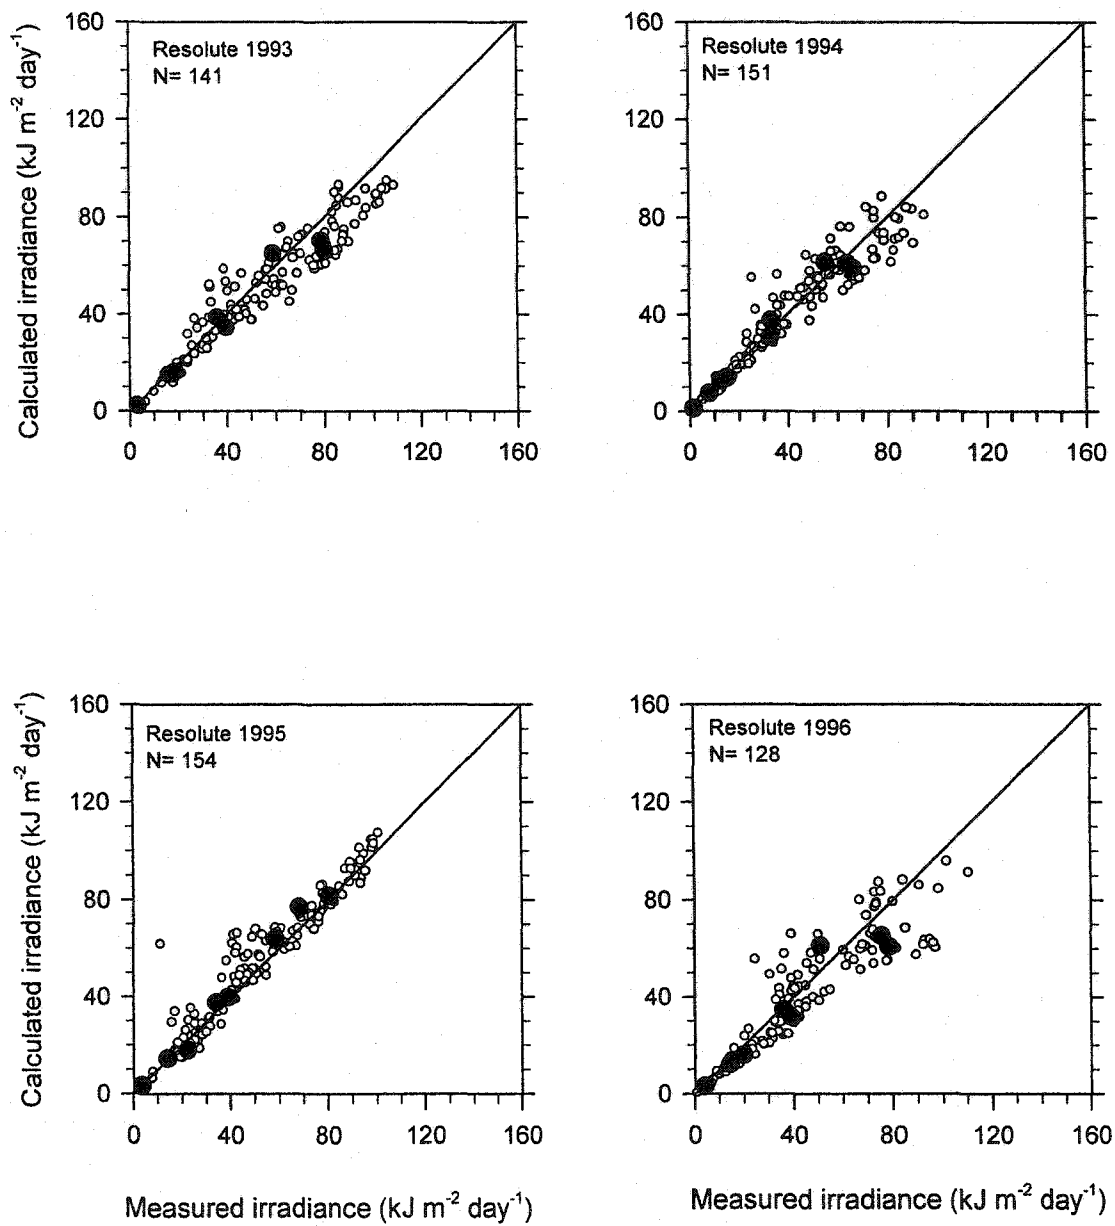 160
120
80
40
0
Calculated irradiance (kJ m⁻² day⁻¹)
Resolute 1993
N= 141
0 40 80 120 160
160
120
80
40
0
Resolute 1994
N= 151
0 40 80 120 160
160
120
80
40
0
Calculated irradiance (kJ m⁻² day⁻¹)
Resolute 1995
N= 154
0 40 80 120 160
Measured irradiance (kJ m⁻² day⁻¹)
160
120
80
40
0
Resolute 1996
N= 128
0 40 80 120 160
Measured irradiance (kJ m⁻² day⁻¹)